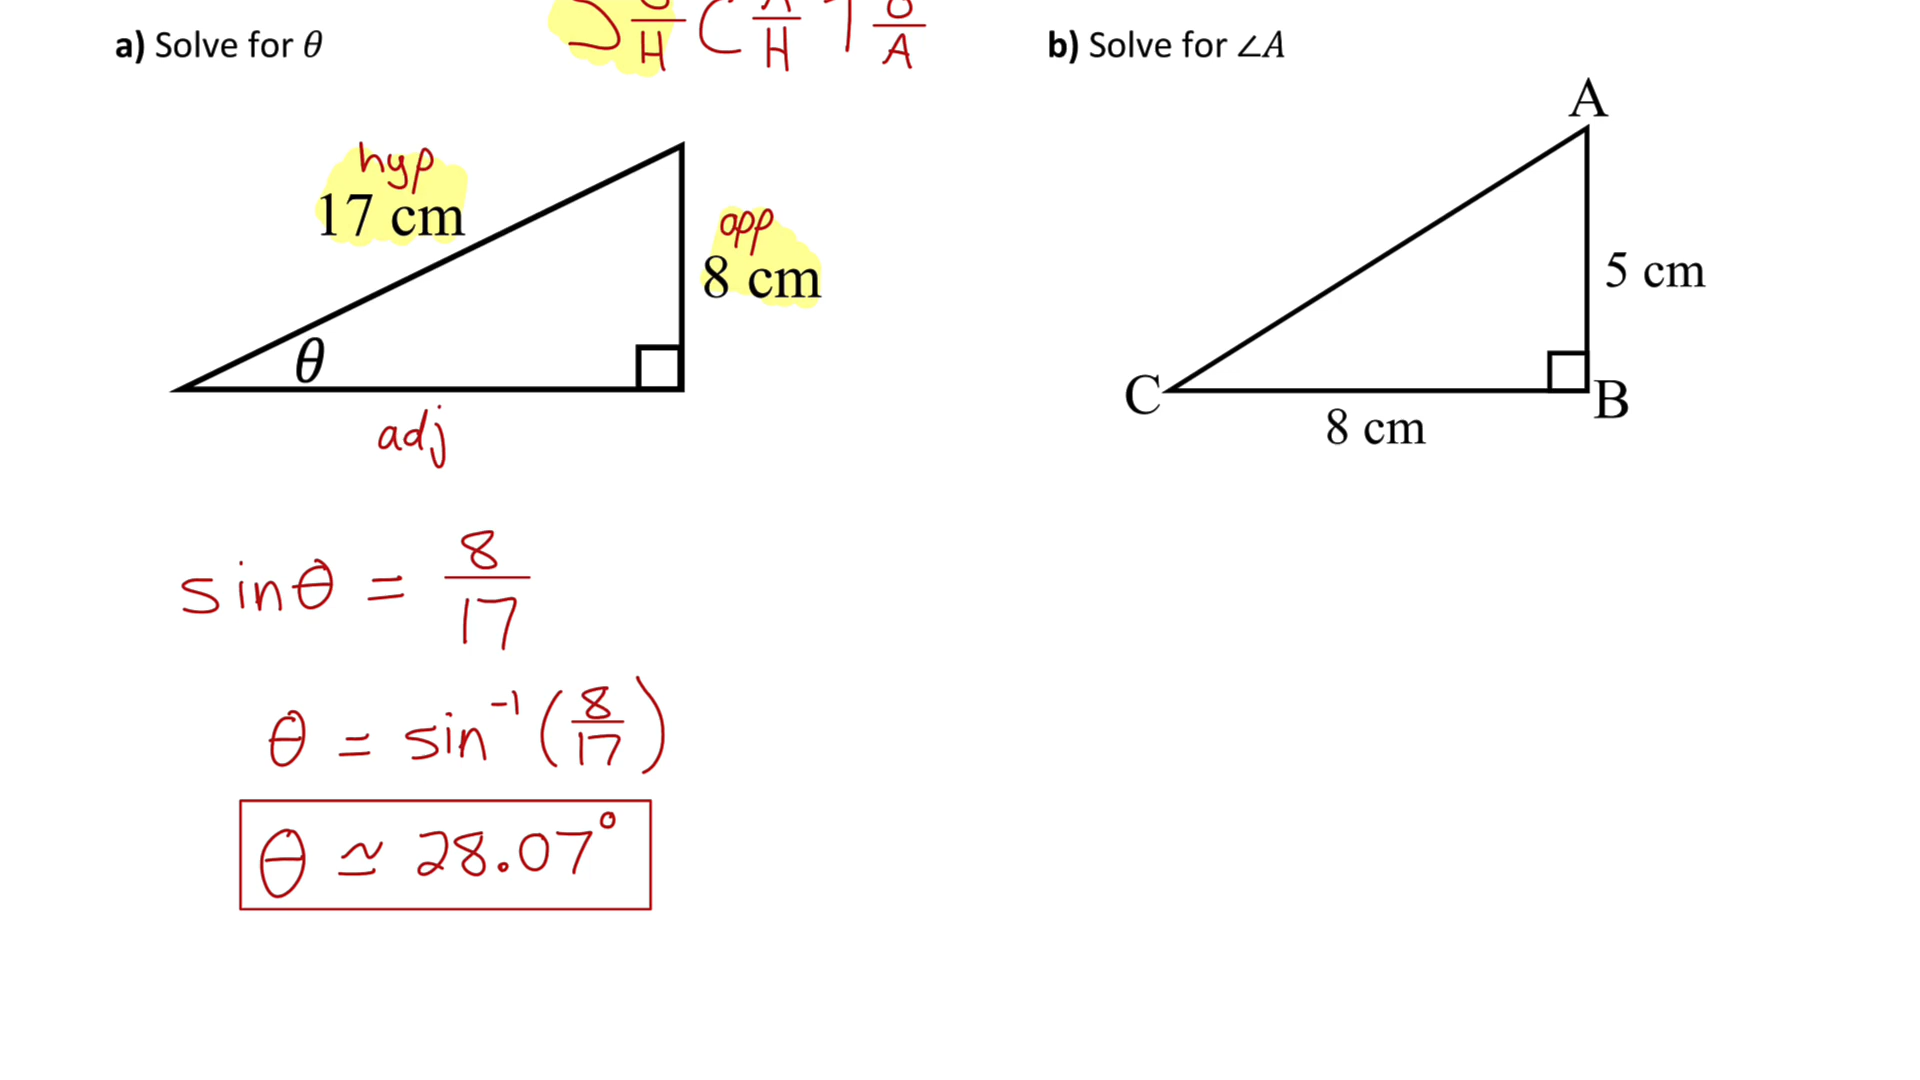 a) Solve for θ
S O/H C A/H T O/A
hyp
17 cm
opp
8 cm
θ
adj
sinθ = 8/17
θ = sin⁻¹(8/17)
θ ≃ 28.07°
b) Solve for ∠A
A
5 cm
C
B
8 cm